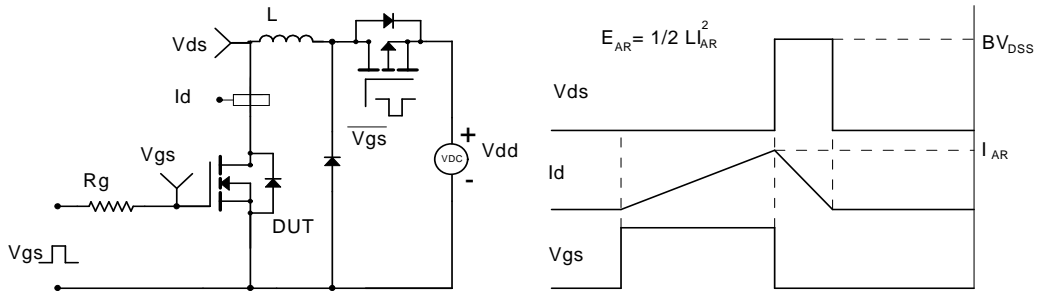 L
Vds
Id
Vgs
Vgs
+
VDC
Vdd
-
Vgs
Rg
DUT
Vgs
E_AR= 1/2 LI_AR^2
BV_DSS
Vds
I_AR
Id
Vgs